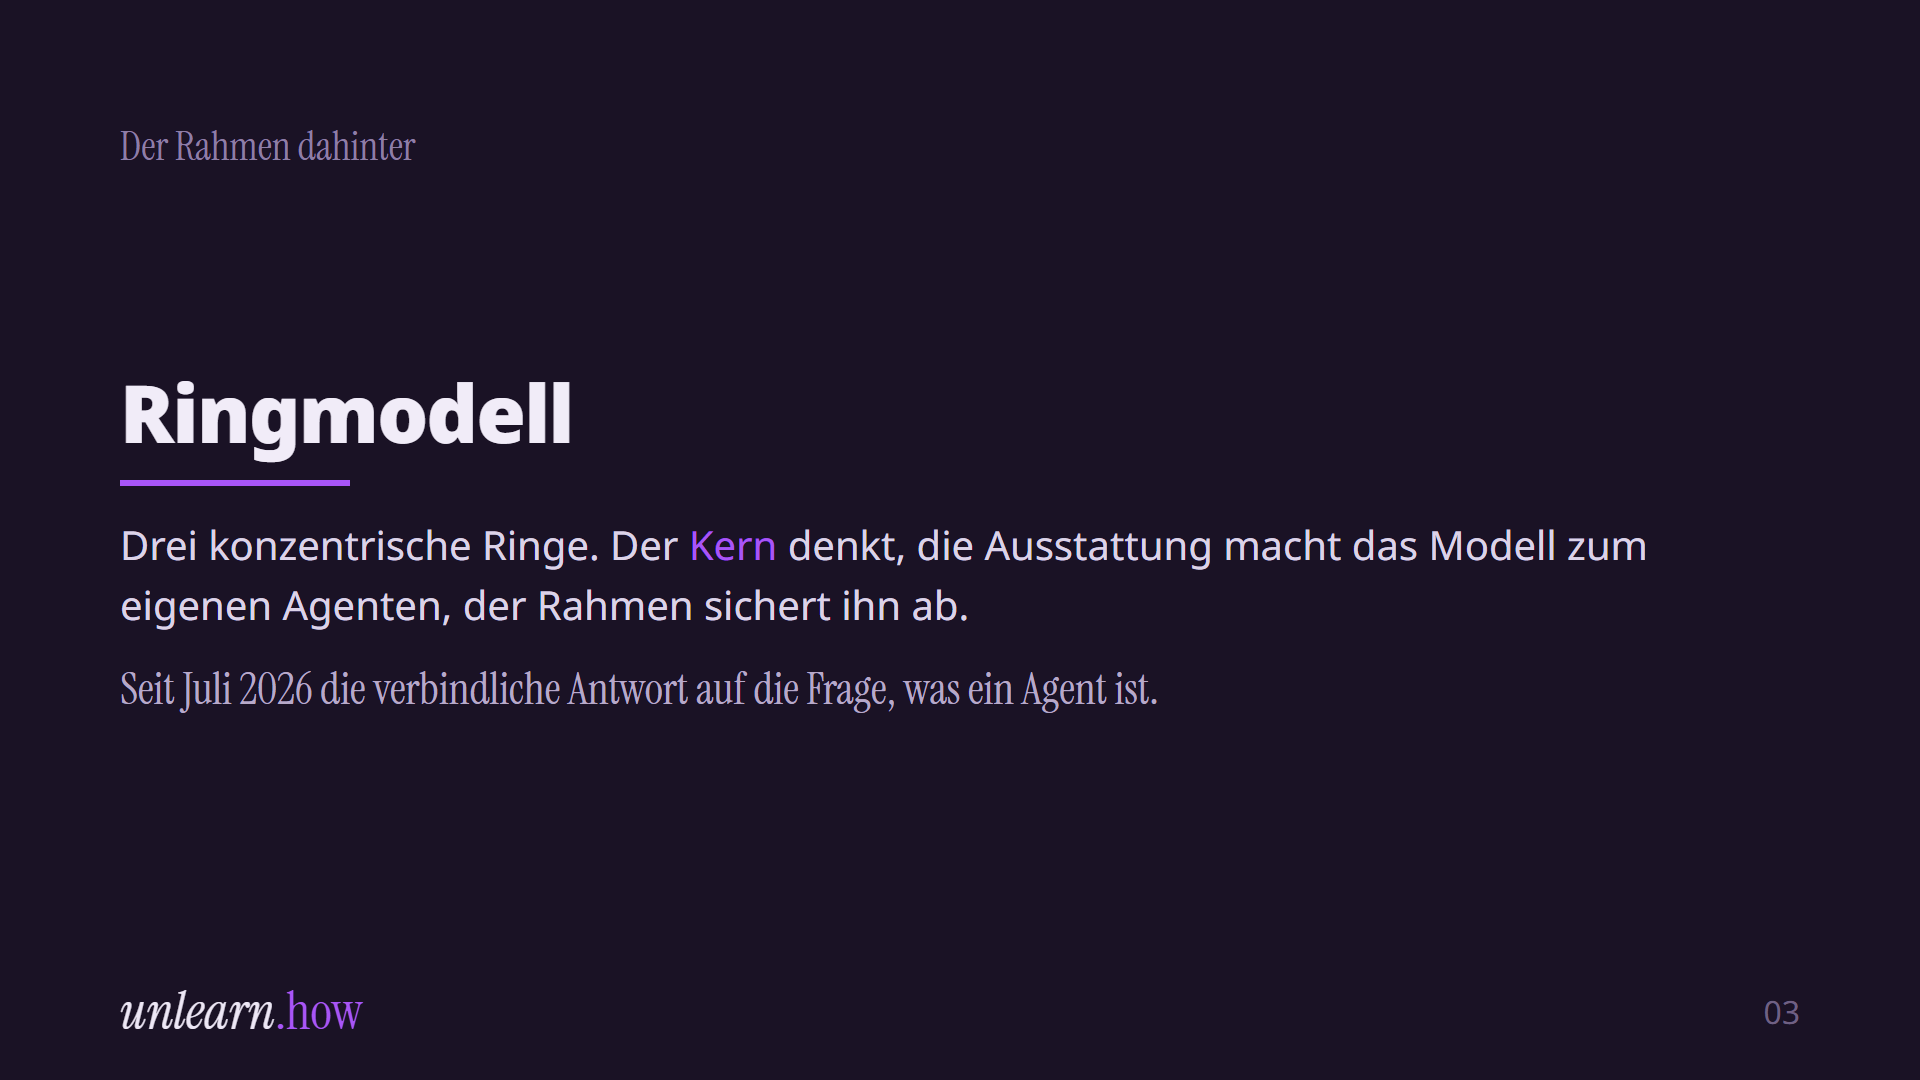 Der Rahmen dahinter
Ringmodell
Drei konzentrische Ringe. Der Kern denkt, die Ausstattung macht das Modell zum
eigenen Agenten, der Rahmen sichert ihn ab.
Seit Juli 2026 die verbindliche Antwort auf die Frage, was ein Agent ist.
unlearn.how
03